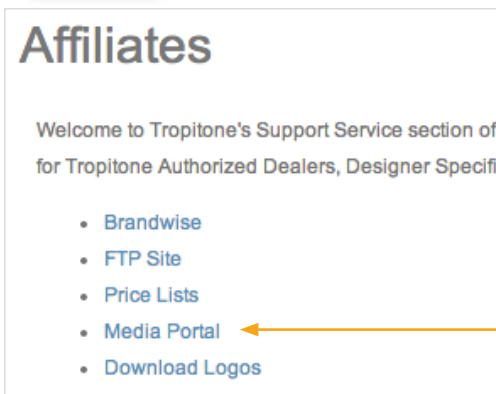 Affiliates
Welcome to Tropitone's Support Service section of
for Tropitone Authorized Dealers, Designer
• Brandwise
• FTP Site
• Price Lists
• Media Portal
• Download Logos